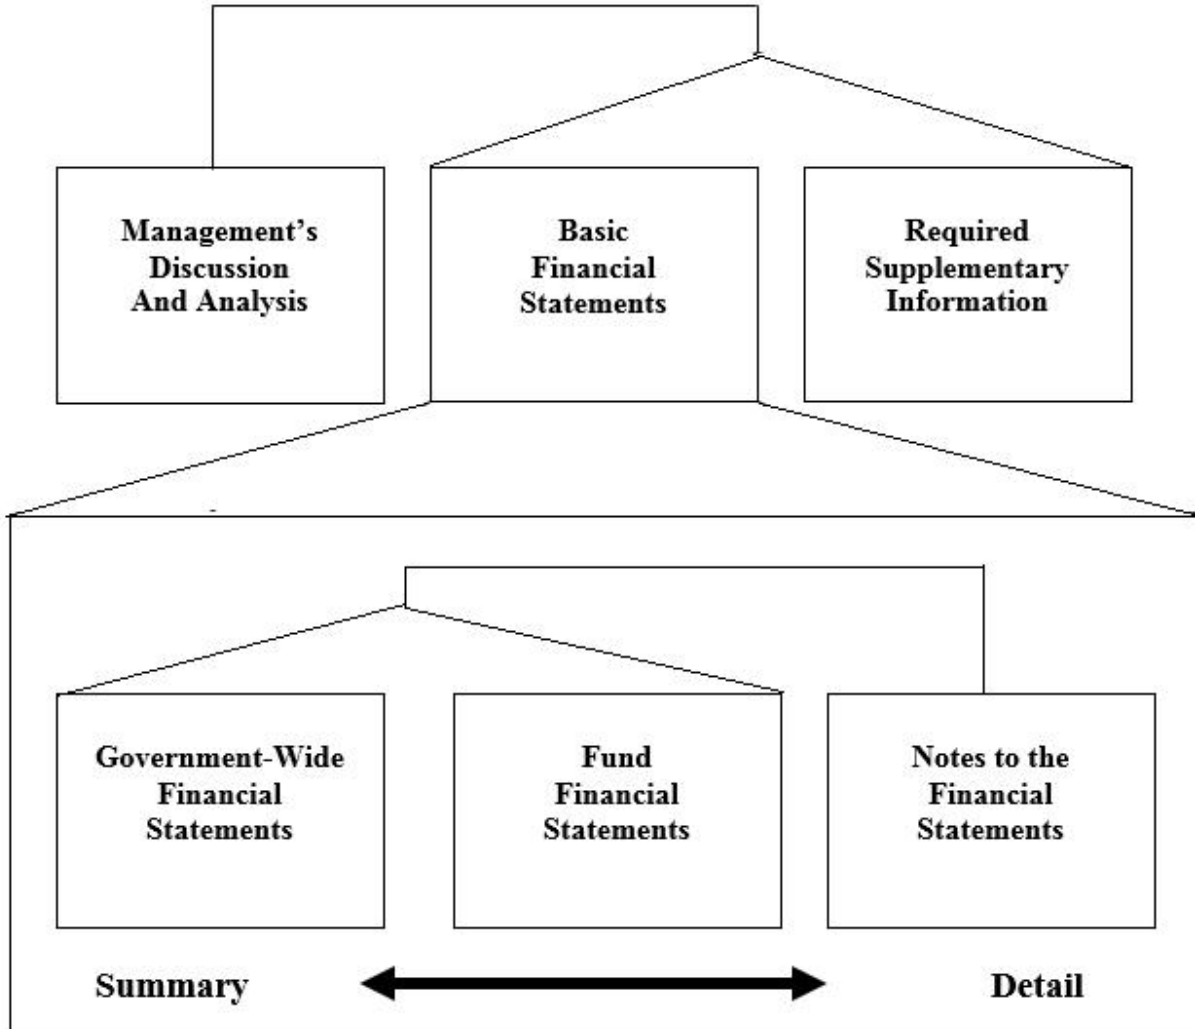 Management’s
Discussion
And Analysis
Basic
Financial
Statements
Required
Supplementary
Information
Government-Wide
Financial
Statements
Fund
Financial
Statements
Notes to the
Financial
Statements
Summary
Detail